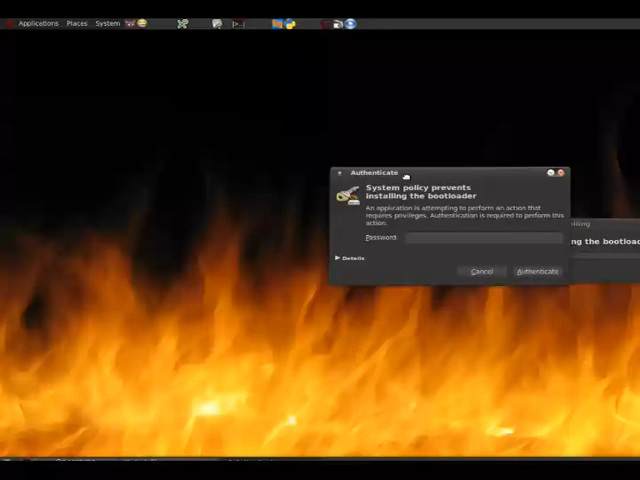 Applications Places System
Authenticate
System policy prevents
installing the bootloader
An application is attempting to perform an action that
requires privileges. Authentication is required to perform this
action.
Password:
Details
Cancel Authenticate
ng the bootloa